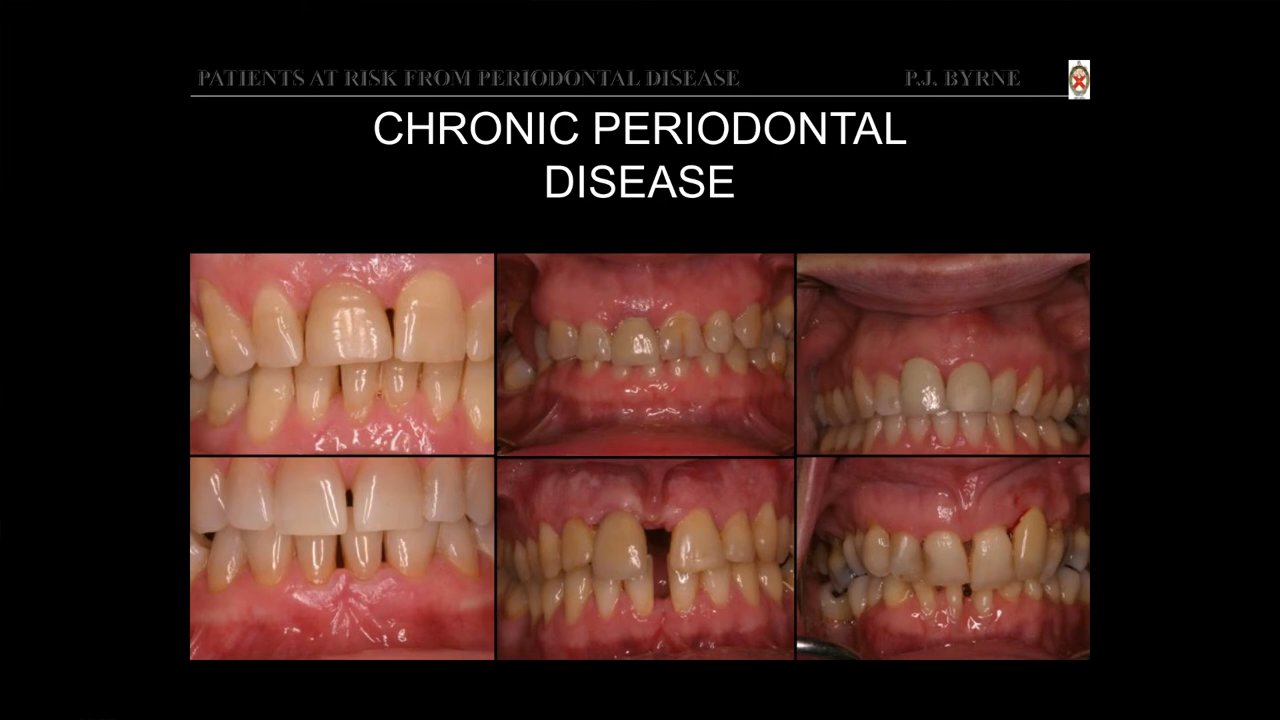 PATIENTS AT RISK FROM PERIODONTAL DISEASE P.J. BYRNE
CHRONIC PERIODONTAL
DISEASE